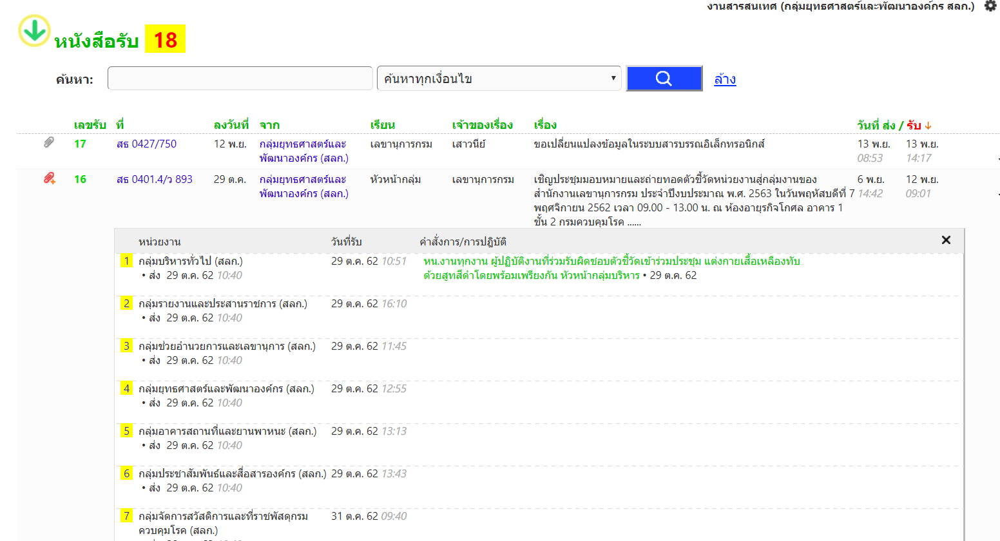 งานสารสนเทศ (กลุ่มยุทธศาสตร์และพัฒนาองค์กร สลก.)
หนังสือรับ 18
ค้นหา: ค้นหาทุกเงื่อนไข ล้าง
เลขรับ ที่ ลงวันที่ จาก เรียน เจ้าของเรื่อง เรื่อง วันที่ ส่ง / รับ
17 สธ 0427/750 12 พ.ย. กลุ่มยุทธศาสตร์และ เลขานุการกรม เสาวนีย์ ขอเปลี่ยนแปลงข้อมูลในระบบสารบรรณอิเล็กทรอนิกส์ 13 พ.ย. 13 พ.ย.
พัฒนาองค์กร (สลก.) 08:53 14:17
16 สธ 0401.4/ว 893 29 ต.ค. กลุ่มยุทธศาสตร์และ หัวหน้ากลุ่ม เลขานุการกรม เชิญประชุมมอบหมายและถ่ายทอดตัวชี้วัดหน่วยงานสู่กลุ่มงานของ 6 พ.ย. 12 พ.ย.
พัฒนาองค์กร (สลก.) สำนักงานเลขานุการกรม ประจำปีงบประมาณ พ.ศ. 2563 ในวันพฤหัสบดีที่ 7 14:42 09:01
พฤศจิกายน 2562 เวลา 09.00 - 13.00 น. ณ ห้องอายุรกิจโกศล อาคาร 1
ชั้น 2 กรมควบคุมโรค ......
หน่วยงาน วันที่รับ คำสั่งการ/การปฏิบัติ
1 กลุ่มบริหารทั่วไป (สลก.) 29 ต.ค. 62 10:51 หน.งานทุกงาน ผู้ปฏิบัติงานที่ร่วมรับผิดชอบตัวชี้วัดเข้าร่วมประชุม แต่งกายเสื้อเหลืองทับ
• ส่ง 29 ต.ค. 62 10:40 ด้วยสูทสีดำโดยพร้อมเพรียงกัน หัวหน้ากลุ่มบริหาร • 29 ต.ค. 62
2 กลุ่มรายงานและประสานราชการ (สลก.) 29 ต.ค. 62 16:10
• ส่ง 29 ต.ค. 62 10:40
3 กลุ่มช่วยอำนวยการและเลขานุการ (สลก.) 29 ต.ค. 62 11:45
• ส่ง 29 ต.ค. 62 10:40
4 กลุ่มยุทธศาสตร์และพัฒนาองค์กร (สลก.) 29 ต.ค. 62 12:55
• ส่ง 29 ต.ค. 62 10:40
5 กลุ่มอาคารสถานที่และยานพาหนะ (สลก.) 29 ต.ค. 62 13:13
• ส่ง 29 ต.ค. 62 10:40
6 กลุ่มประชาสัมพันธ์และสื่อสารองค์กร (สลก.) 29 ต.ค. 62 13:43
• ส่ง 29 ต.ค. 62 10:40
7 กลุ่มจัดการสวัสดิการและที่ราชพัสดุกรม 31 ต.ค. 62 09:40
ควบคุมโรค (สลก.)